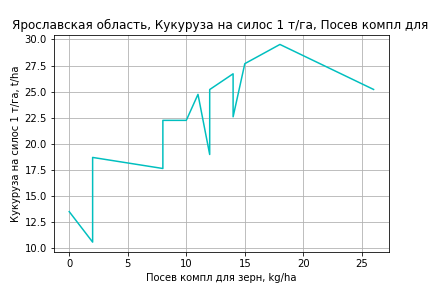 Ярославская область, Кукуруза на силос 1 т/га, Посев компл для
30.0
27.5
25.0
22.5
20.0
17.5
15.0
12.5
10.0
Кукуруза на силос 1 т/га, t/ha
0 5 10 15 20 25
Посев компл для зерн, kg/ha